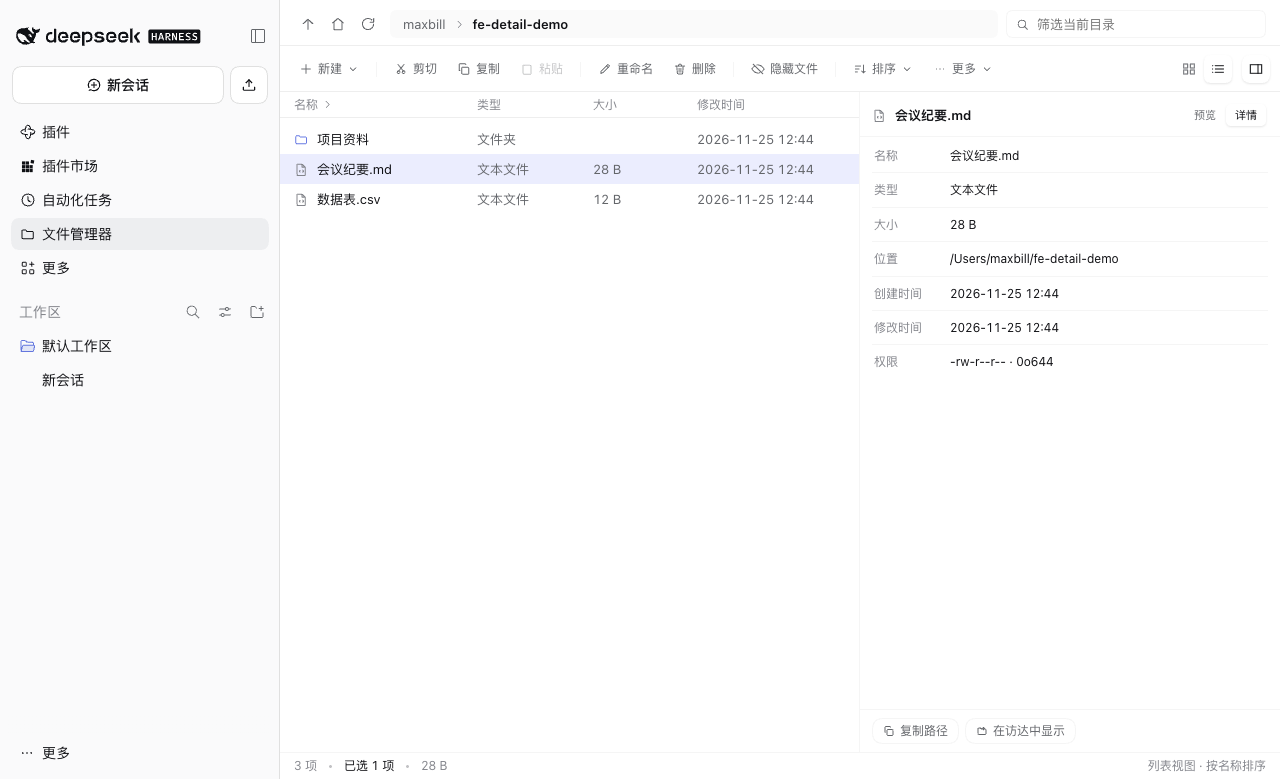 deepseek HARNESS
新会话
插件
插件市场
自动化任务
文件管理器
更多
工作区
默认工作区
新会话
更多
maxbill fe-detail-demo
筛选当前目录
新建 剪切 复制 粘贴 重命名 删除 隐藏文件 排序 更多
名称 类型 大小 修改时间
项目资料 文件夹 2026-11-25 12:44
会议纪要.md 文本文件 28 B 2026-11-25 12:44
数据表.csv 文本文件 12 B 2026-11-25 12:44
会议纪要.md 预览 详情
名称 会议纪要.md
类型 文本文件
大小 28 B
位置 /Users/maxbill/fe-detail-demo
创建时间 2026-11-25 12:44
修改时间 2026-11-25 12:44
权限 -rw-r--r-- · 0o644
复制路径 在访达中显示
3 项 • 已选 1 项 • 28 B
列表视图 · 按名称排序